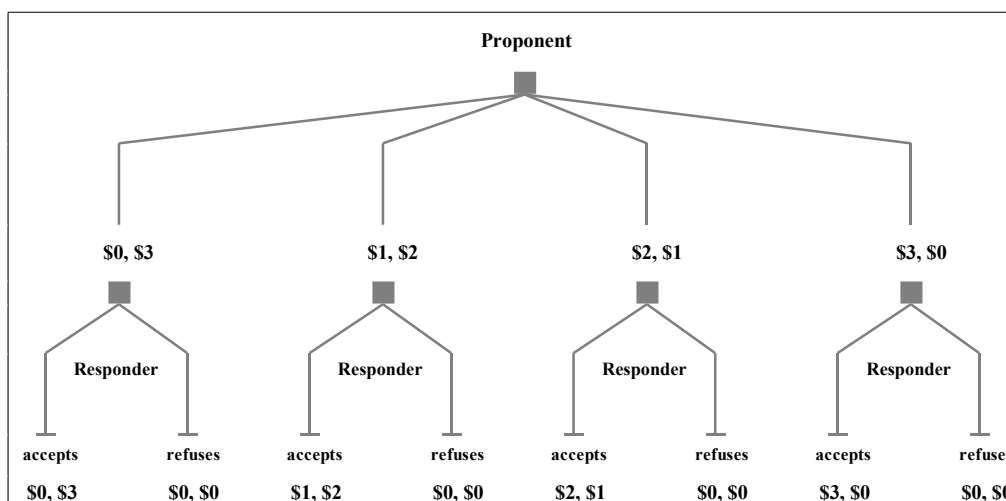 Proponent
$0, $3 $1, $2 $2, $1 $3, $0
Responder Responder Responder Responder
accepts refuses accepts refuses accepts refuses accepts refuse
$0, $3 $0, $0 $1, $2 $0, $0 $2, $1 $0, $0 $3, $0 $0, $0